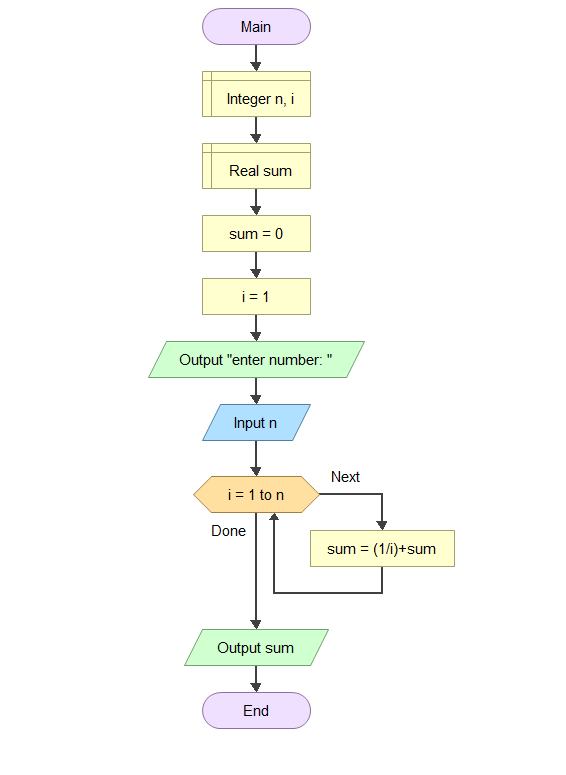 Main
Integer n, i
Real sum
sum = 0
i = 1
Output "enter number: "
Input n
i = 1 to n
Next
Done
sum = (1/i)+sum
Output sum
End